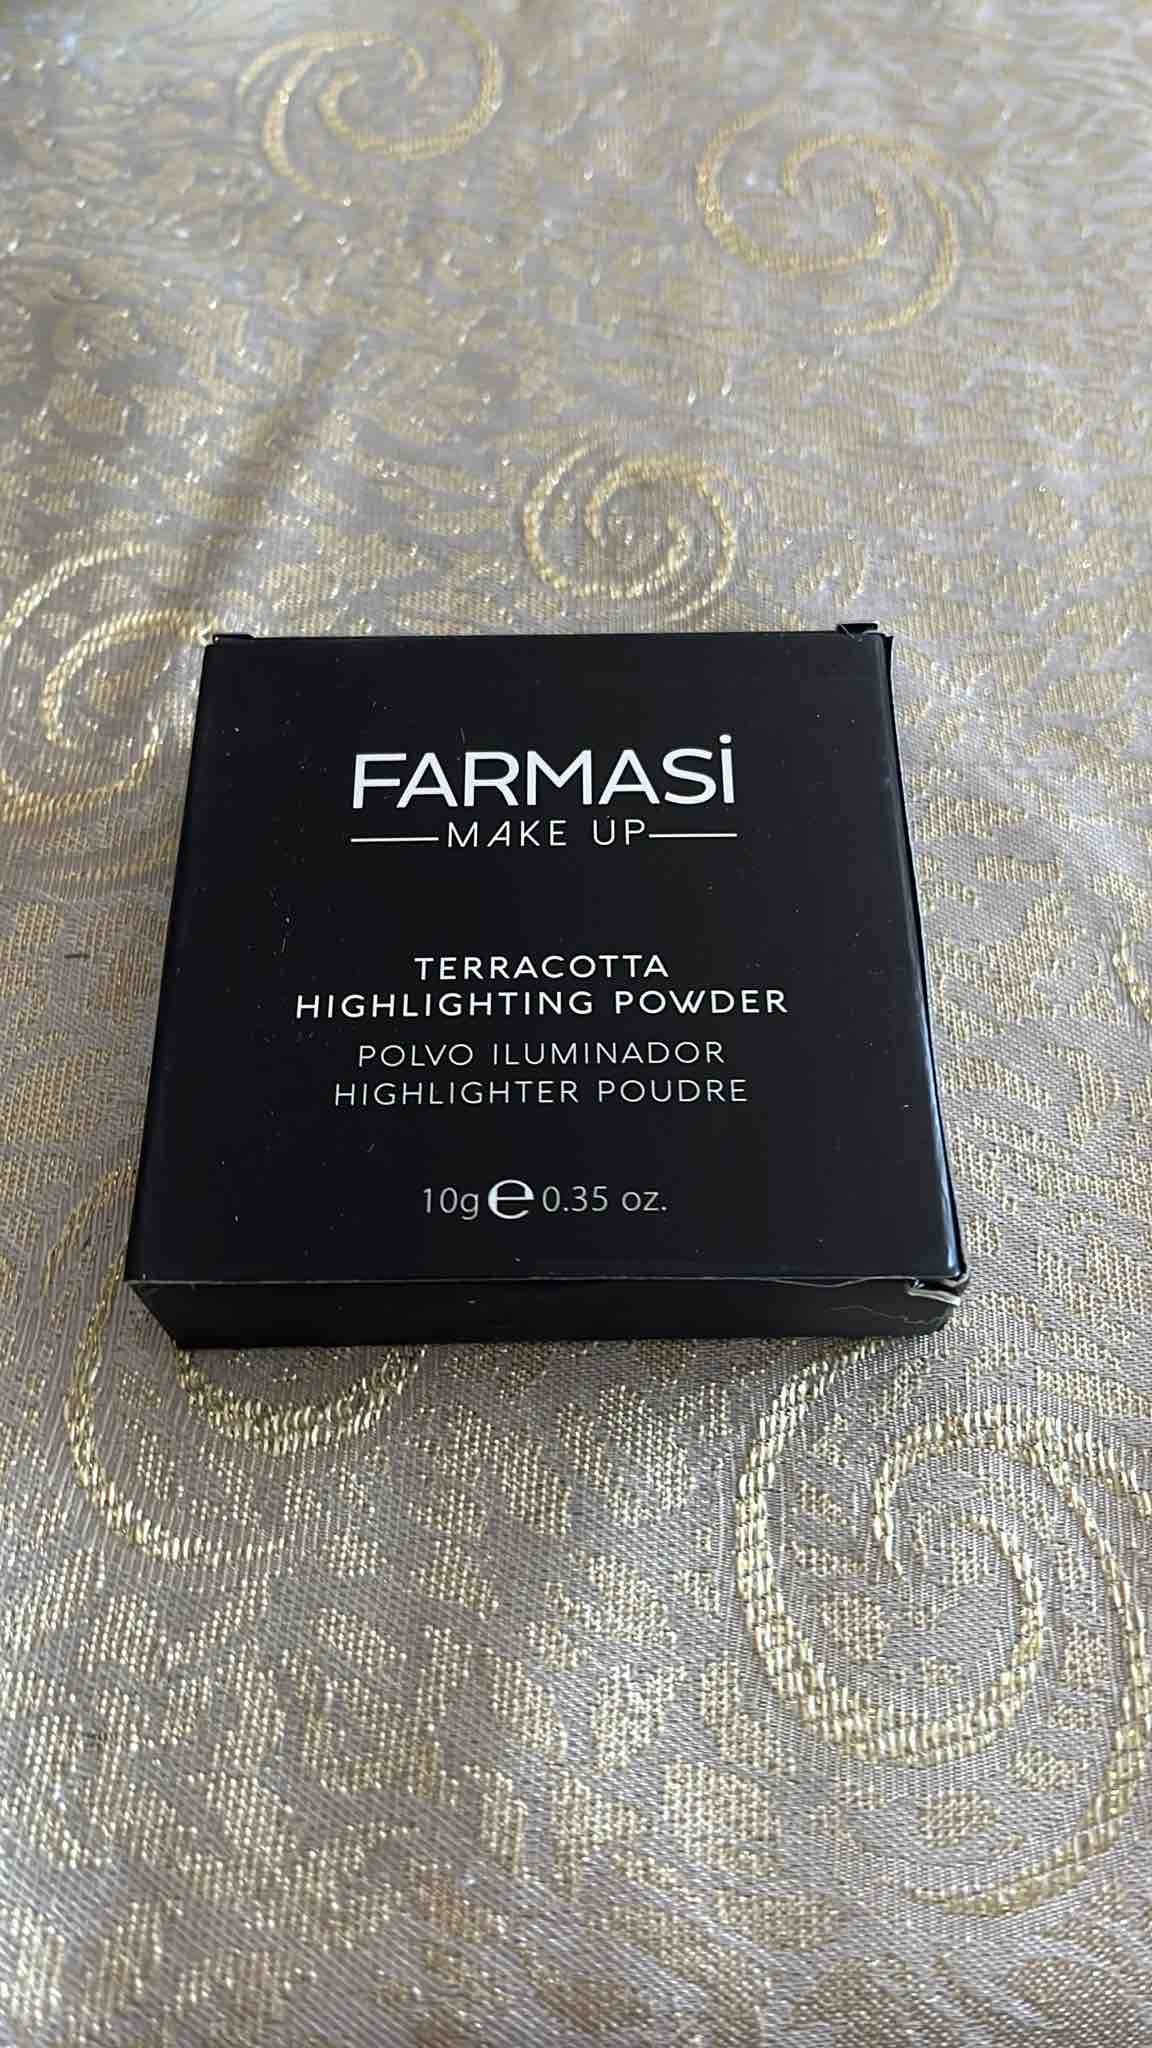 FARMASİ
MAKE UP
TERRACOTTA
HIGHLIGHTING POWDER
POLVO ILUMINADOR
HIGHLIGHTER POUDRE
10g ℮ 0.35 oz.